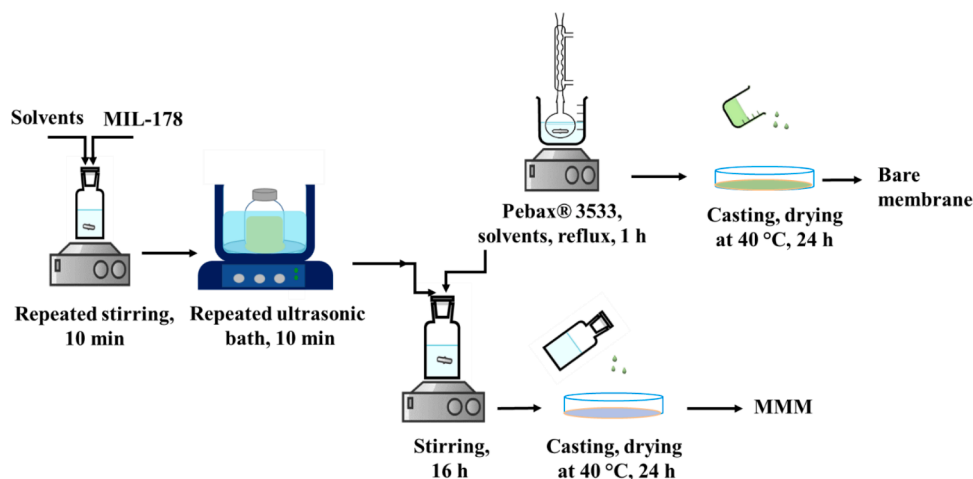 Solvents
MIL-178
Repeated stirring,
10 min
Repeated ultrasonic
bath, 10 min
Pebax® 3533,
solvents, reflux, 1 h
Casting, drying
at 40 °C, 24 h
Bare
membrane
Stirring,
16 h
Casting, drying
at 40 °C, 24 h
MMM